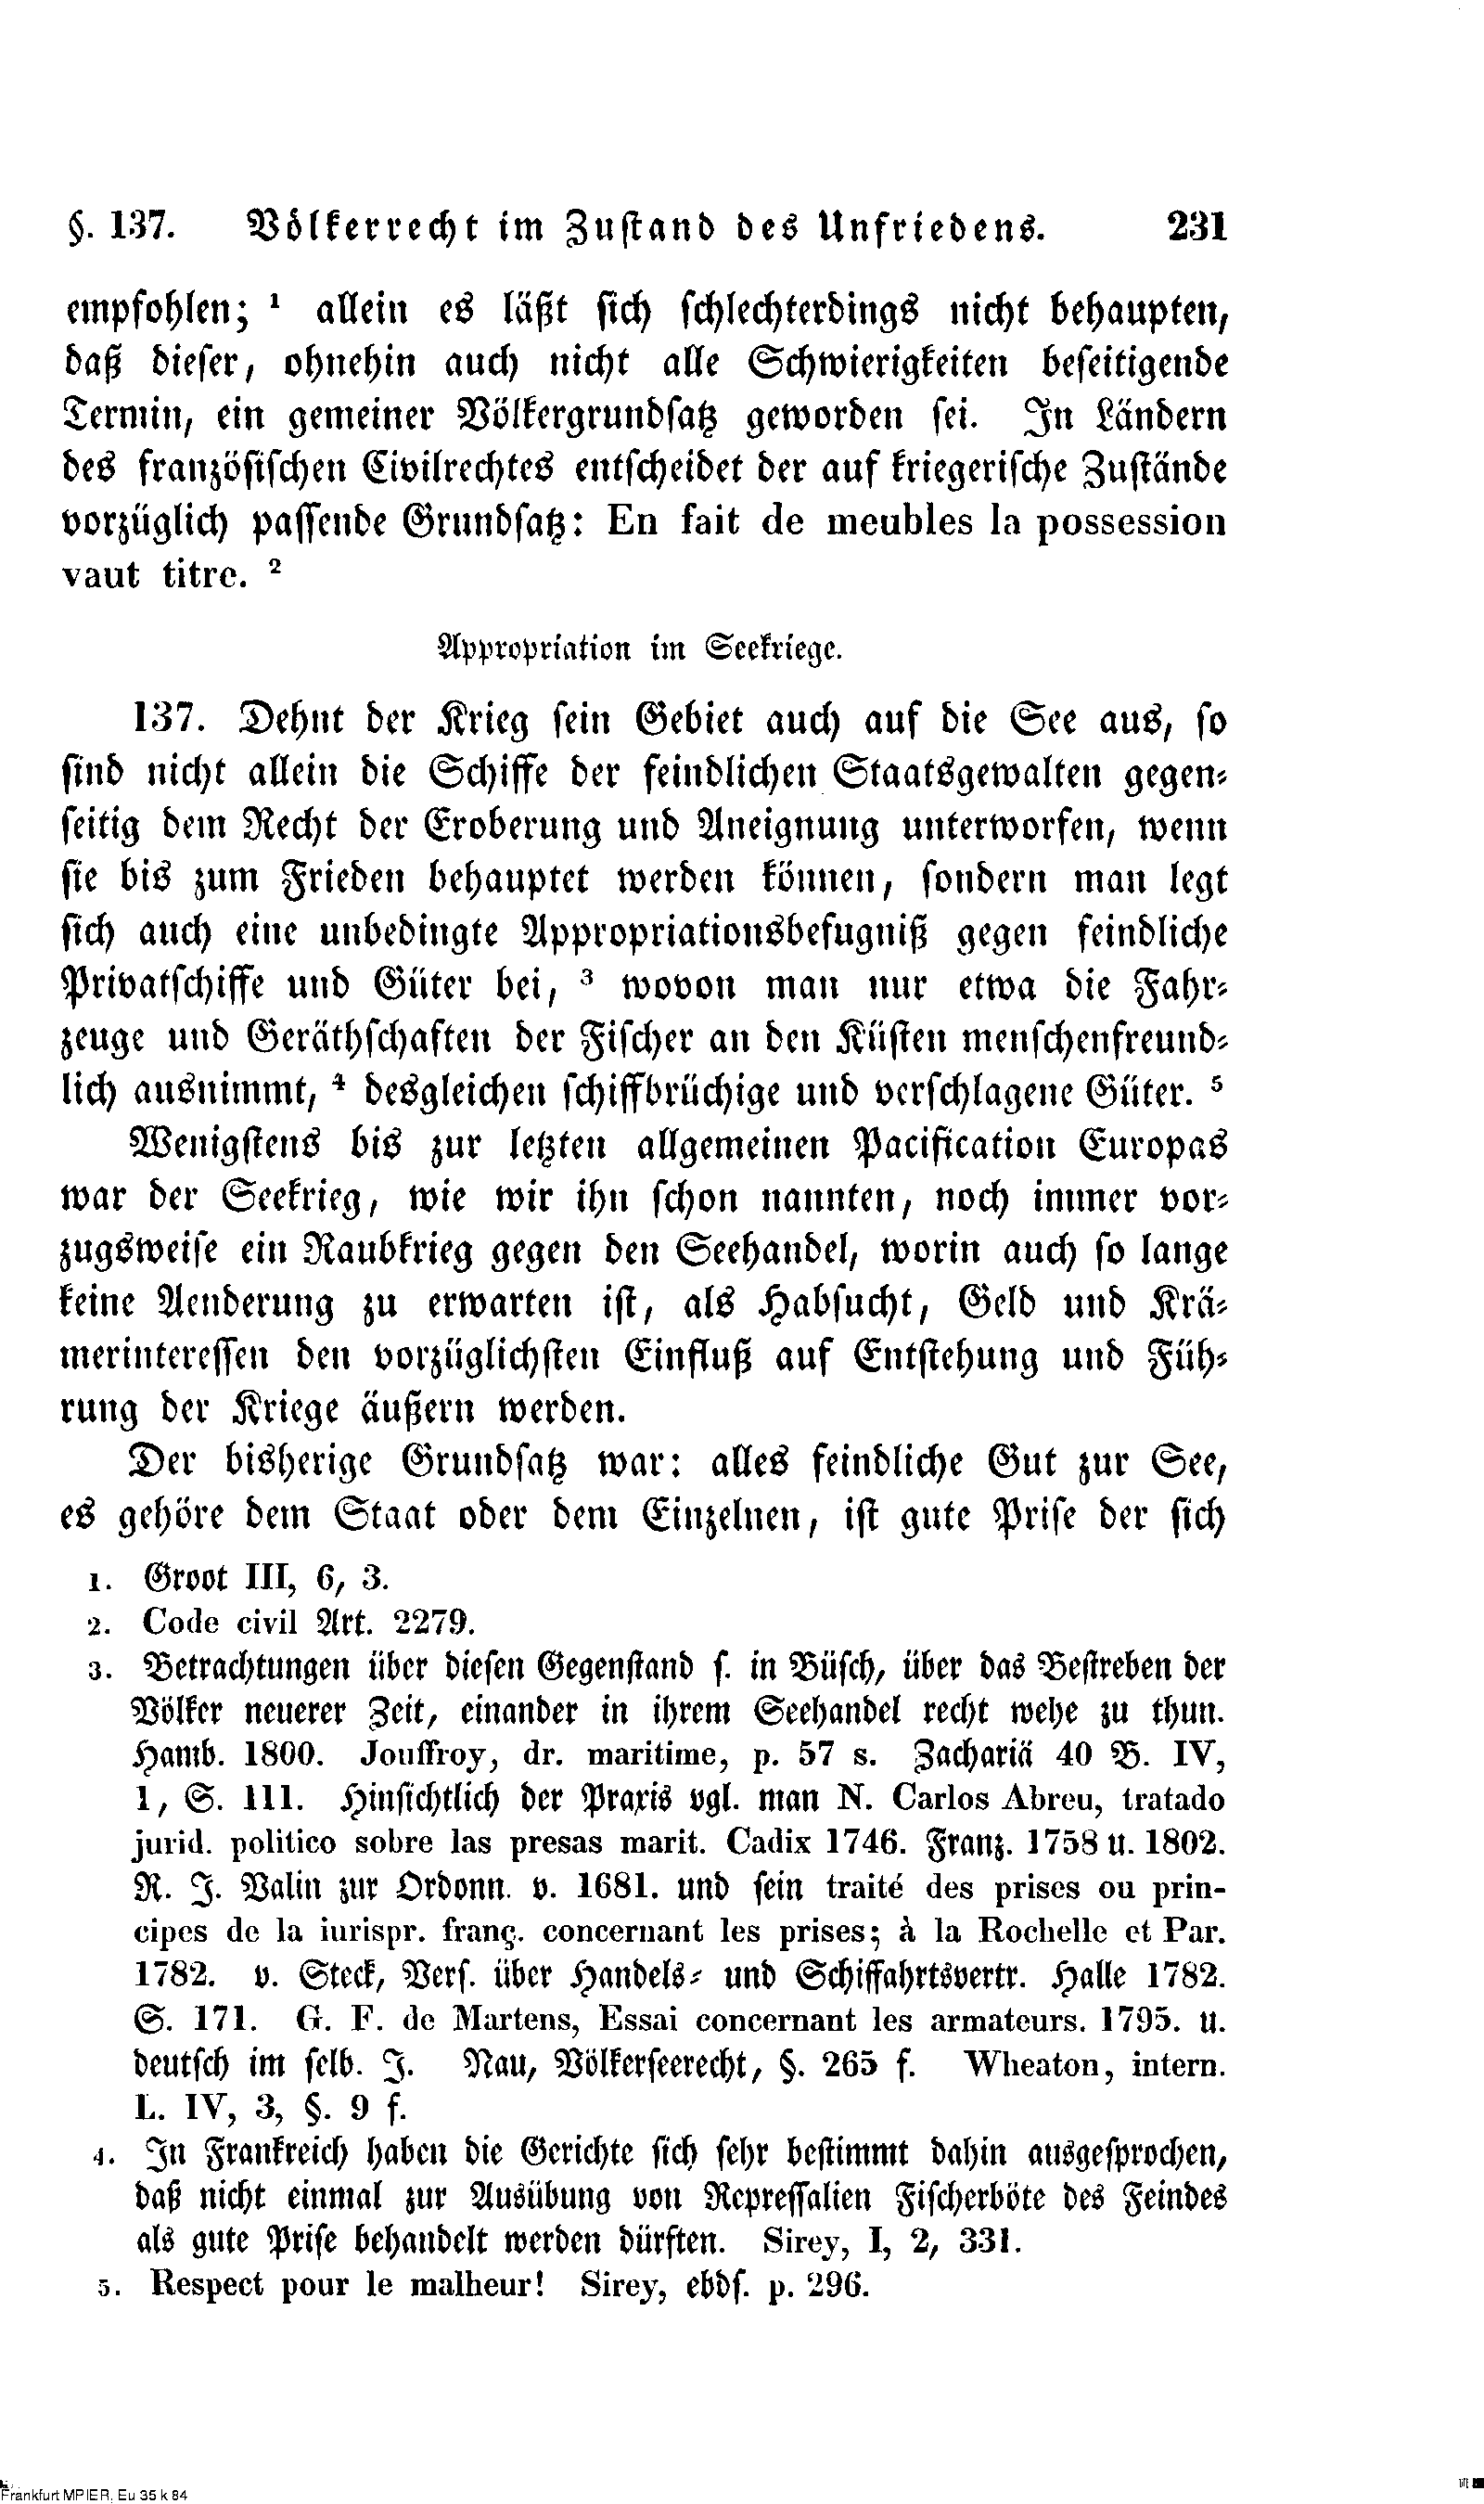 §. 137. Völkerrecht im Zustand des Unfriedens. 231
empfohlen; ¹ allein es läßt sich schlechterdings nicht behaupten,
daß dieser, ohnehin auch nicht alle Schwierigkeiten beseitigende
Termin, ein gemeiner Völkergrundsatz geworden sei. In Ländern
des französischen Civilrechtes entscheidet der auf kriegerische Zustände
vorzüglich passende Grundsatz: En fait de meubles la possession
vaut titre. ²
Appropriation im Seekriege.
137. Dehnt der Krieg sein Gebiet auch auf die See aus, so
sind nicht allein die Schiffe der feindlichen Staatsgewalten gegen-
seitig dem Recht der Eroberung und Aneignung unterworfen, wenn
sie bis zum Frieden behauptet werden können, sondern man legt
sich auch eine unbedingte Appropriationsbefugniß gegen feindliche
Privatschiffe und Güter bei, ³ wovon man nur etwa die Fahr-
zeuge und Geräthschaften der Fischer an den Küsten menschenfreund-
lich ausnimmt, ⁴ desgleichen schiffbrüchige und verschlagene Güter. ⁵
Wenigstens bis zur letzten allgemeinen Pacification Europas
war der Seekrieg, wie wir ihn schon nannten, noch immer vor-
zugsweise ein Raubkrieg gegen den Seehandel, worin auch so lange
keine Aenderung zu erwarten ist, als Habsucht, Geld und Krä-
merinteressen den vorzüglichsten Einfluß auf Entstehung und Füh-
rung der Kriege äußern werden.
Der bisherige Grundsatz war: alles feindliche Gut zur See,
es gehöre dem Staat oder dem Einzelnen, ist gute Prise der sich
1. Groot III, 6, 3.
2. Code civil Art. 2279.
3. Betrachtungen über diesen Gegenstand s. in Büsch, über das Bestreben der
Völker neuerer Zeit, einander in ihrem Seehandel recht wehe zu thun.
Hamb. 1800. Jouffroy, dr. maritime, p. 57 s. Zachariä 40 B. IV,
1, S. 111. Hinsichtlich der Praxis vgl. man N. Carlos Abreu, tratado
jurid. politico sobre las presas marit. Cadix 1746. Franz. 1758 u. 1802.
R. J. Valin zur Ordonn. v. 1681. und sein traité des prises ou prin-
cipes de la iurispr. franç. concernant les prises; à la Rochelle et Par.
1782. v. Steck, Vers. über Handels- und Schiffahrtsvertr. Halle 1782.
S. 171. G. F. de Martens, Essai concernant les armateurs. 1795. u.
deutsch im selb. J. Nau, Völkerseerecht, §. 265 f. Wheaton, intern.
L. IV, 3, §. 9 f.
4. In Frankreich haben die Gerichte sich sehr bestimmt dahin ausgesprochen,
daß nicht einmal zur Ausübung von Repressalien Fischerböte des Feindes
als gute Prise behandelt werden dürften. Sirey, I, 2, 331.
5. Respect pour le malheur! Sirey, ebds. p. 296.
Frankfurt MPIER, Eu 35 k 84